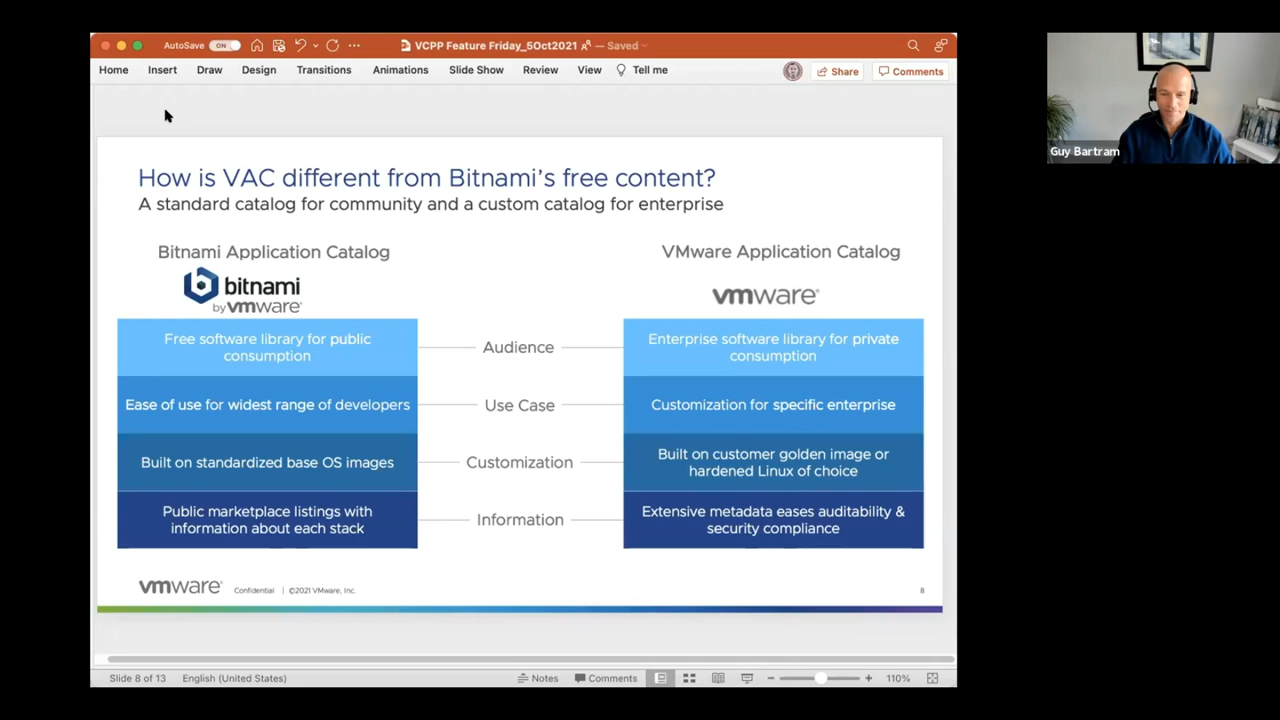 AutoSave ON
VCPP Feature Friday_5Oct2021 — Saved
Home Insert Draw Design Transitions Animations Slide Show Review View Tell me Share Comments
Guy Bartram
How is VAC different from Bitnami's free content?
A standard catalog for community and a custom catalog for enterprise
Bitnami Application Catalog
bitnami
by vmware®
VMware Application Catalog
vmware®
Free software library for public
consumption
Audience
Enterprise software library for private
consumption
Ease of use for widest range of developers
Use Case
Customization for specific enterprise
Built on standardized base OS images
Customization
Built on customer golden image or
hardened Linux of choice
Public marketplace listings with
information about each stack
Information
Extensive metadata eases auditability &
security compliance
vmware® Confidential | ©2021 VMware, Inc. 8
Slide 8 of 13 English (United States) Notes Comments 110%